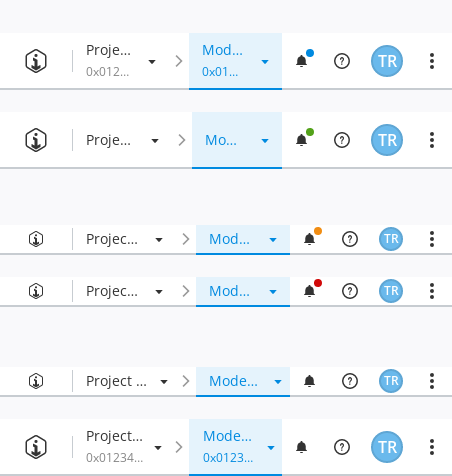 Proje... Mod... TR
0x012... 0x01...
Proje... Mo... TR
Projec... Mod... TR
Projec... Mod... TR
Project ... Mode... TR
Project... Mode... TR
0x01234... 0x0123...